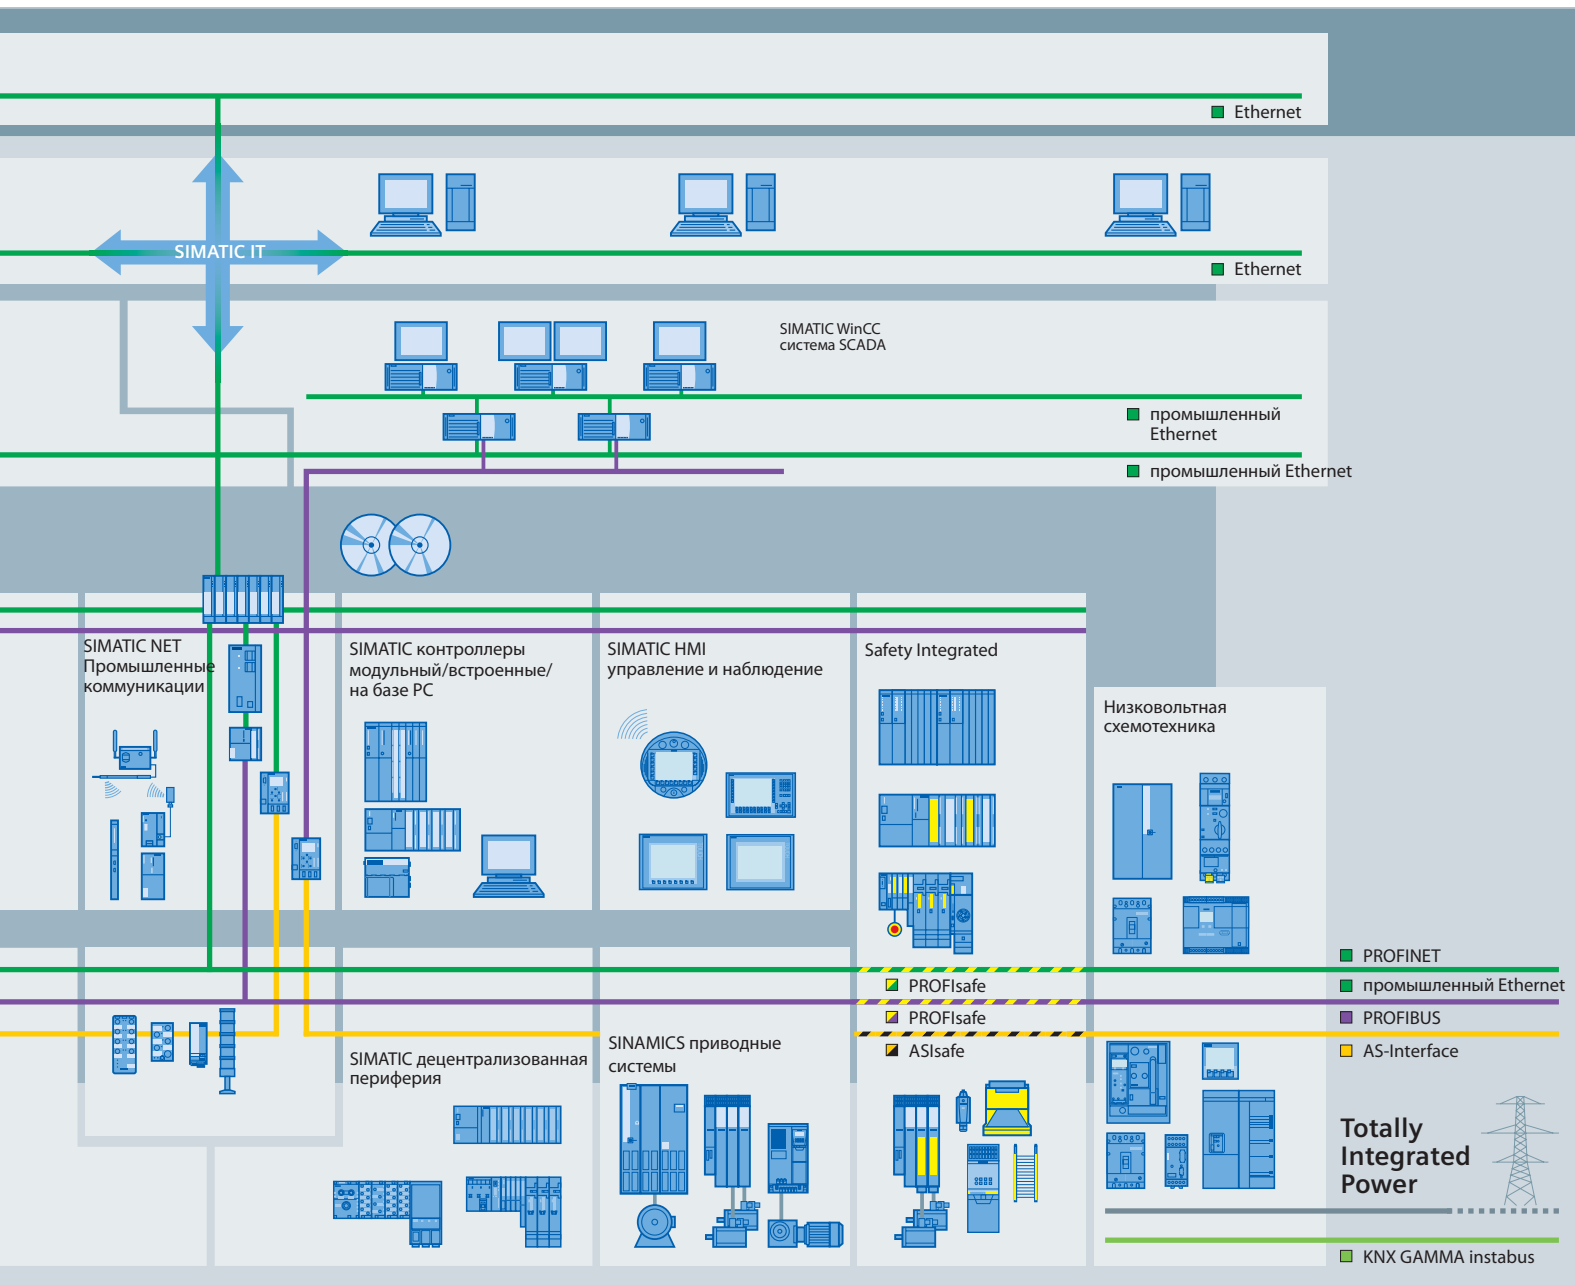 Ethernet
SIMATIC IT
Ethernet
SIMATIC WinCC
система SCADA
промышленный
Ethernet
промышленный Ethernet
SIMATIC NET
Промышленные
коммуникации
SIMATIC контроллеры
модульный/встроенные/
на базе PC
SIMATIC HMI
управление и наблюдение
Safety Integrated
Низковольтная
схемотехника
PROFINET
PROFIsafe
промышленный Ethernet
PROFIsafe
PROFIBUS
ASIsafe
AS-Interface
SIMATIC децентрализованная
периферия
SINAMICS приводные
системы
Totally
Integrated
Power
KNX GAMMA instabus